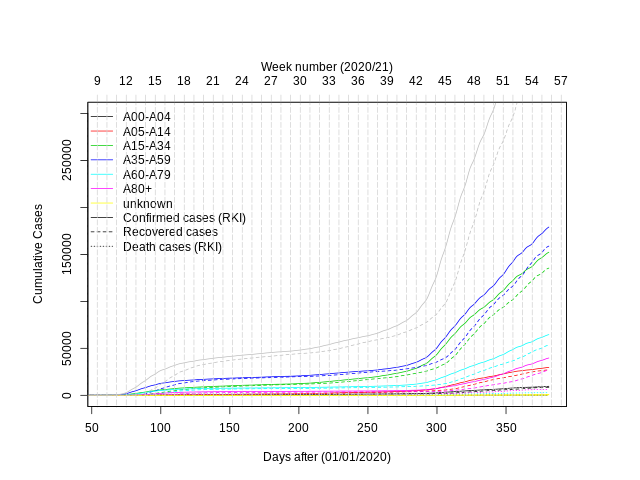 Week number (2020/21)
9 12 15 18 21 24 27 30 33 36 39 42 45 48 51 54 57
A00-A04
A05-A14
A15-A34
A35-A59
A60-A79
A80+
unknown
Confirmed cases (RKI)
Recovered cases
Death cases (RKI)
Cumulative Cases
250000
150000
50000
0
50 100 150 200 250 300 350
Days after (01/01/2020)